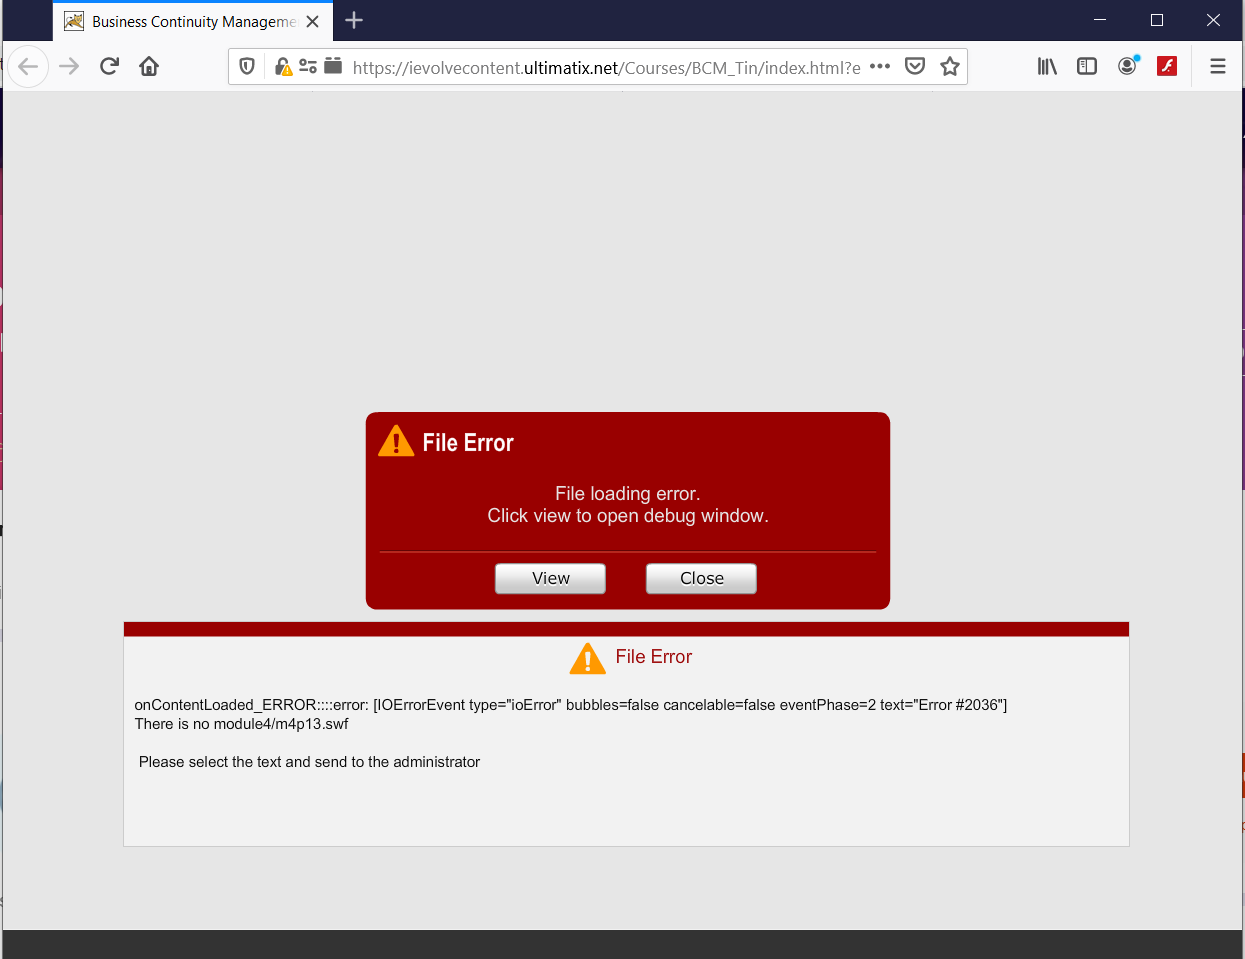 Business Continuity Manageme
https://ievolvecontent.ultimatix.net/Courses/BCM_Tin/index.html?e
File Error
File loading error.
Click view to open debug window.
View Close
File Error
onContentLoaded_ERROR::::error: [IOErrorEvent type="ioError" bubbles=false cancelable=false eventPhase=2 text="Error #2036"]
There is no module4/m4p13.swf
Please select the text and send to the administrator